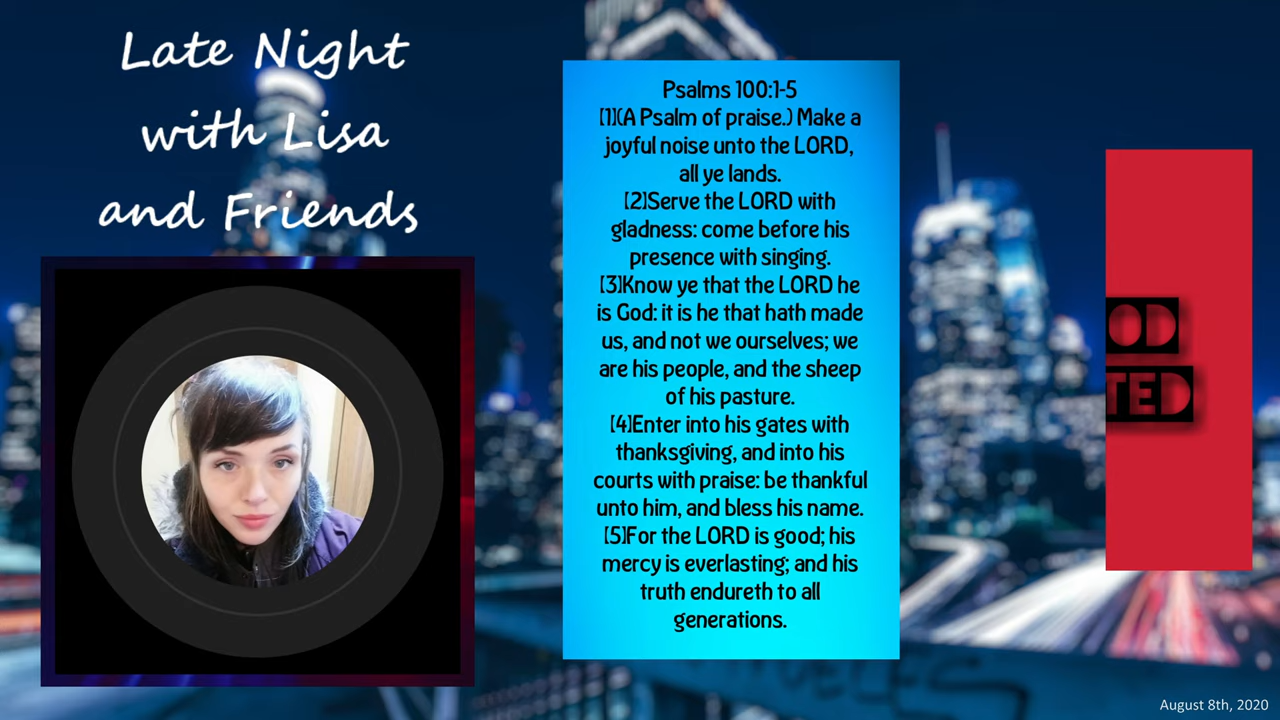 Late Night
with Lisa
and Friends
Psalms 100:1-5
[1](A Psalm of praise.) Make a
joyful noise unto the LORD,
all ye lands.
[2]Serve the LORD with
gladness: come before his
presence with singing.
[3]Know ye that the LORD he
is God: it is he that hath made
us, and not we ourselves; we
are his people, and the sheep
of his pasture.
[4]Enter into his gates with
thanksgiving, and into his
courts with praise: be thankful
unto him, and bless his name.
[5]For the LORD is good; his
mercy is everlasting; and his
truth endureth to all
generations.
OD
TED
August 8th, 2020